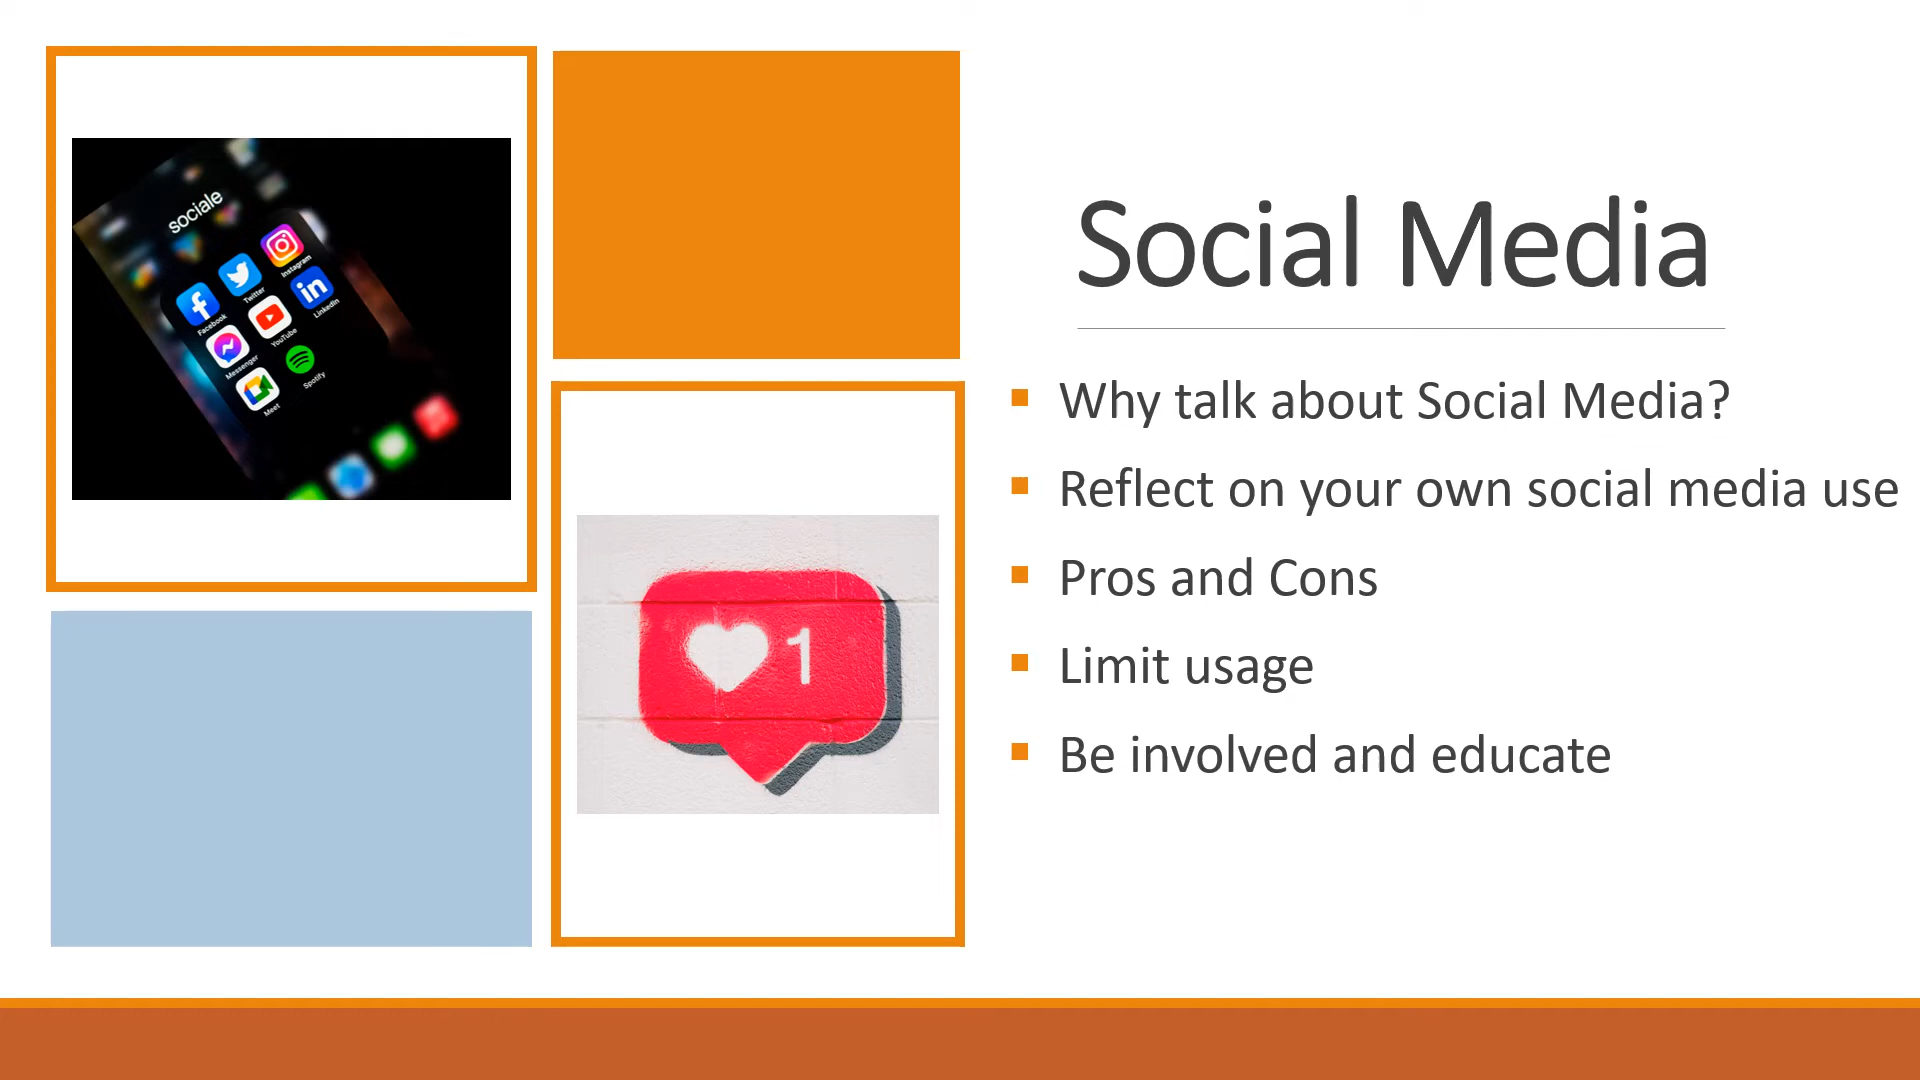 sociale
Facebook
Twitter
Instagram
Messenger
YouTube
LinkedIn
Meet
Spotify
1
Social Media
Why talk about Social Media?
Reflect on your own social media use
Pros and Cons
Limit usage
Be involved and educate